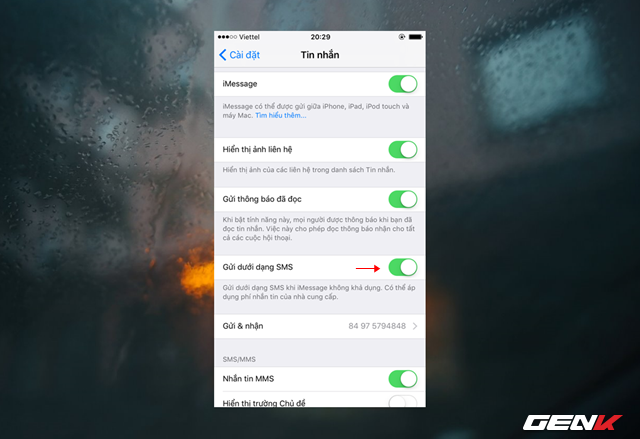 Viettel 20:29
Cài đặt Tin nhắn
iMessage
iMessage có thể được gửi giữa iPhone, iPad, iPod touch và
máy Mac. Tìm hiểu thêm...
Hiển thị ảnh liên hệ
Hiển thị ảnh của các liên hệ trong danh sách Tin nhắn.
Gửi thông báo đã đọc
Khi bật tính năng này, mọi người được thông báo khi bạn đã
đọc tin nhắn. Việc này cho phép đọc thông báo nhận cho tất
cả các cuộc hội thoại.
Gửi dưới dạng SMS
Gửi dưới dạng SMS khi iMessage không khả dụng. Có thể áp
dụng phí nhắn tin của nhà cung cấp.
Gửi & nhận 84 97 5794848
SMS/MMS
Nhắn tin MMS
Hiển thị trường Chủ đề
GENK